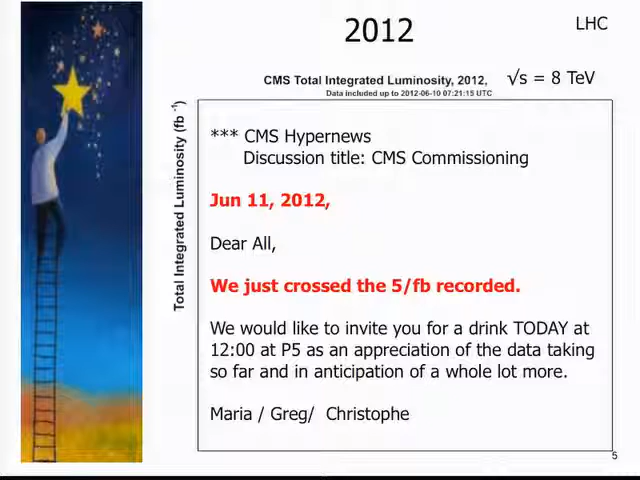 2012
LHC
CMS Total Integrated Luminosity, 2012,
√s = 8 TeV
Data included up to 2012-06-10 07:21:15 UTC
Total Integrated Luminosity (fb -1)
*** CMS Hypernews
Discussion title: CMS Commissioning
Jun 11, 2012,
Dear All,
We just crossed the 5/fb recorded.
We would like to invite you for a drink TODAY at
12:00 at P5 as an appreciation of the data taking
so far and in anticipation of a whole lot more.
Maria / Greg/ Christophe
5